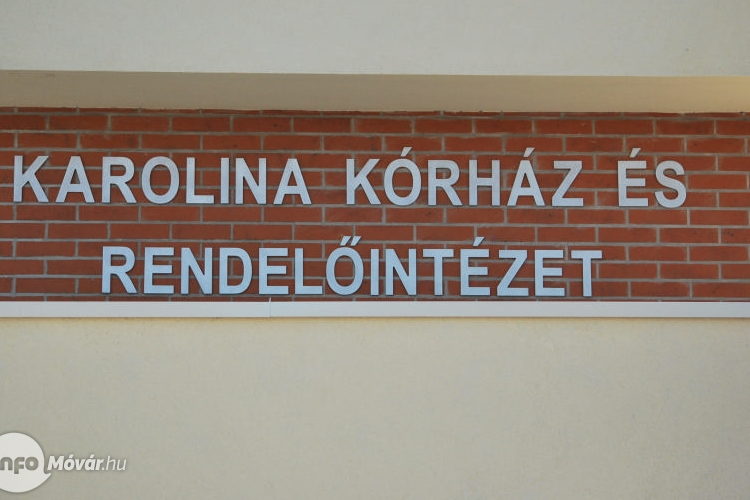 KAROLINA KÓRHÁZ ÉS
RENDELŐINTÉZET
infoMóvár.hu